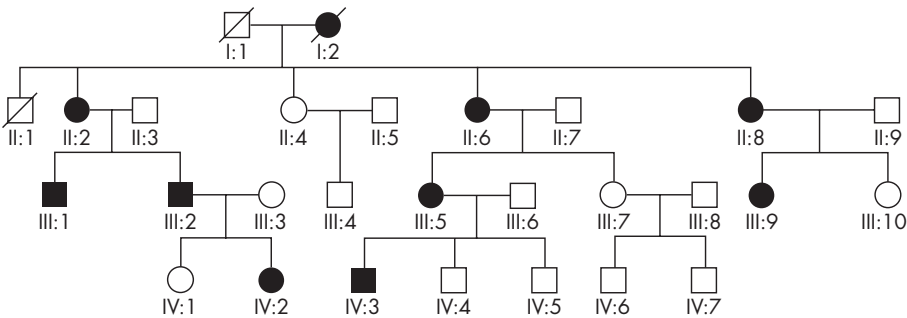 I:1 I:2
II:1 II:2 II:3 II:4 II:5 II:6 II:7 II:8 II:9
III:1 III:2 III:3 III:4 III:5 III:6 III:7 III:8 III:9 III:10
IV:1 IV:2 IV:3 IV:4 IV:5 IV:6 IV:7